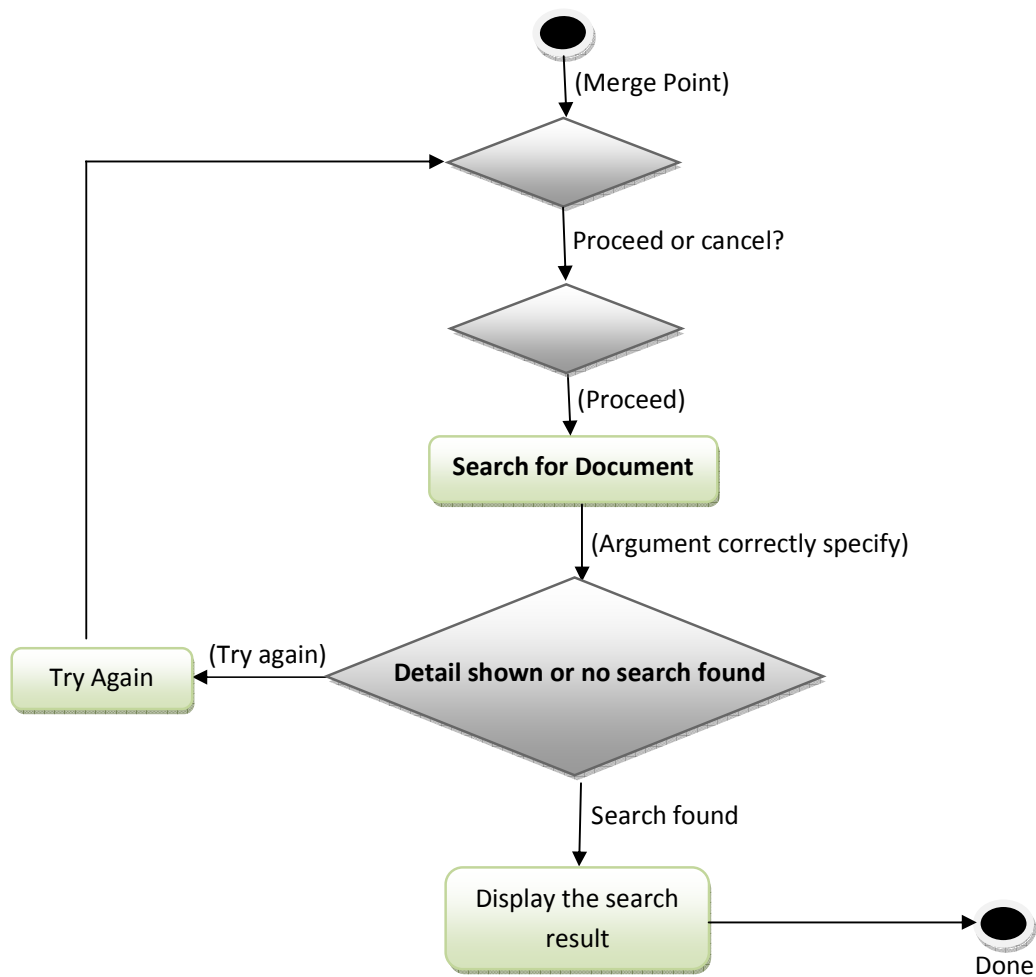 (Merge Point)
Proceed or cancel?
(Proceed)
Search for Document
(Argument correctly specify)
(Try again)
Try Again
Detail shown or no search found
Search found
Display the search
result
Done